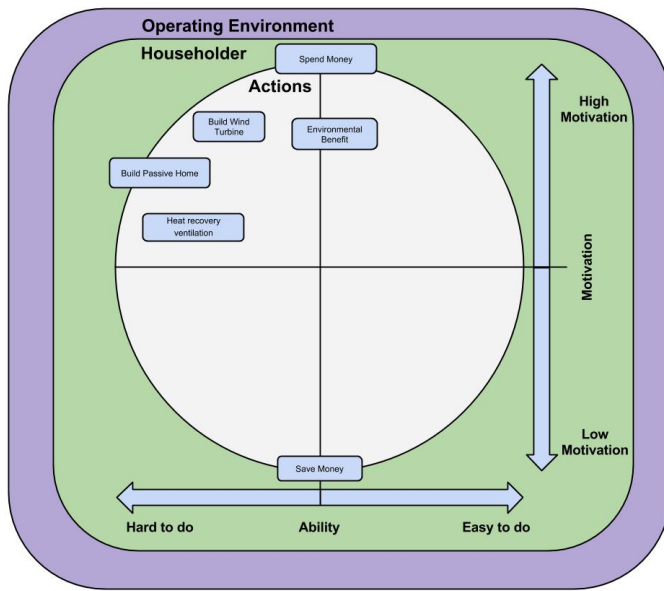 Operating Environment
Householder
Spend Money
Actions
Build Wind
Turbine
Environmental
Benefit
Build Passive Home
Heat recovery
ventilation
High
Motivation
Motivation
Low
Motivation
Save Money
Hard to do
Ability
Easy to do